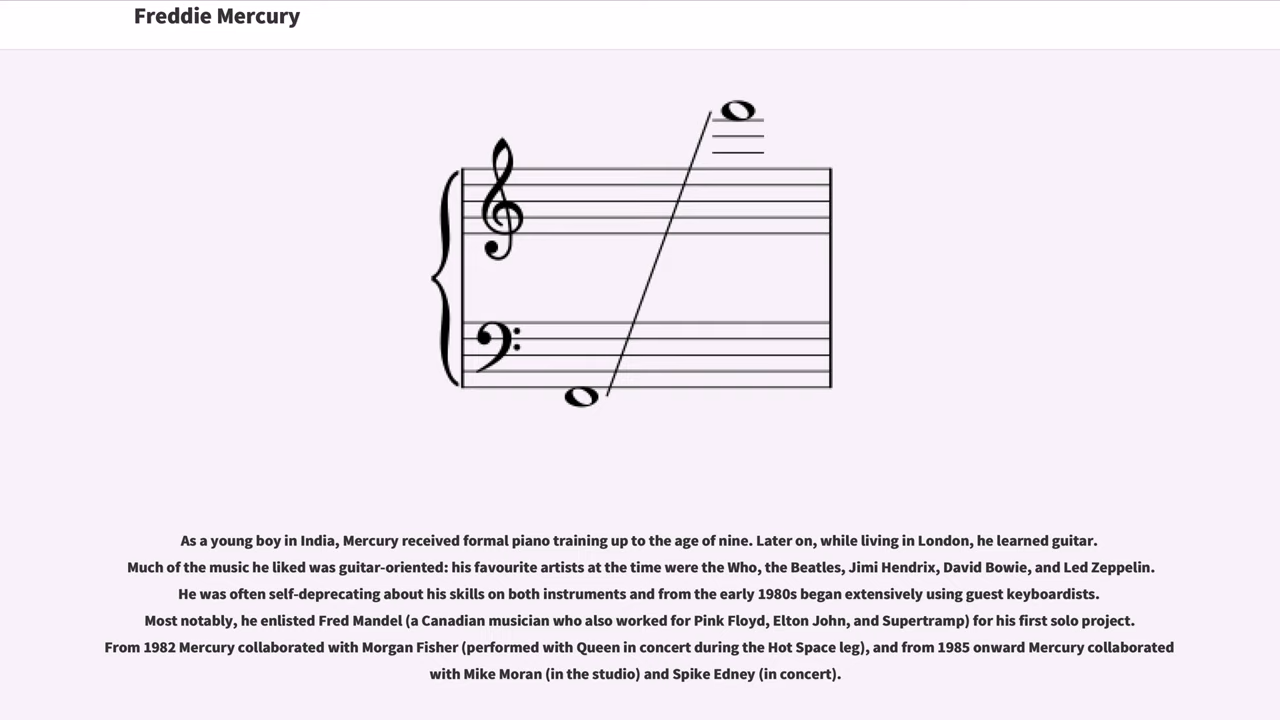 Freddie Mercury
As a young boy in India, Mercury received formal piano training up to the age of nine. Later on, while living in London, he learned guitar.
Much of the music he liked was guitar-oriented: his favourite artists at the time were the Who, the Beatles, Jimi Hendrix, David Bowie, and Led Zeppelin.
He was often self-deprecating about his skills on both instruments and from the early 1980s began extensively using guest keyboardists.
Most notably, he enlisted Fred Mandel (a Canadian musician who also worked for Pink Floyd, Elton John, and Supertramp) for his first solo project.
From 1982 Mercury collaborated with Morgan Fisher (performed with Queen in concert during the Hot Space leg), and from 1985 onward Mercury collaborated
with Mike Moran (in the studio) and Spike Edney (in concert).